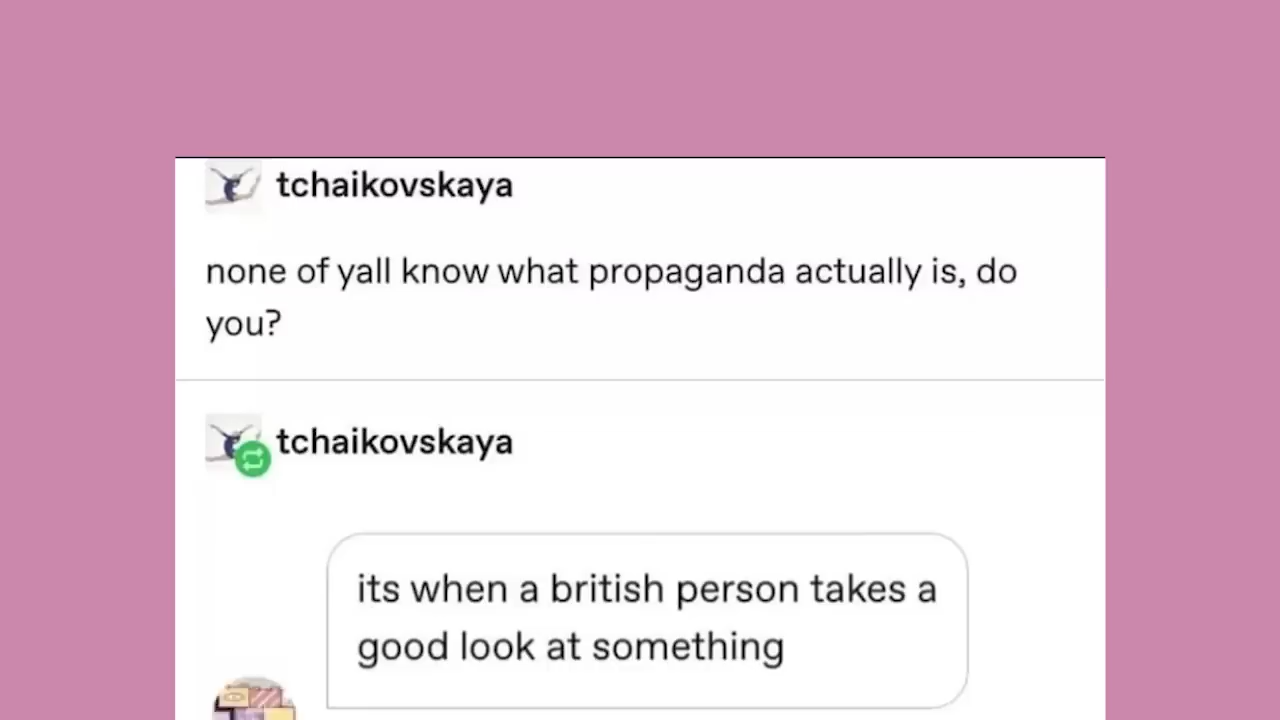 tchaikovskaya
none of yall know what propaganda actually is, do
you?
tchaikovskaya
its when a british person takes a
good look at something